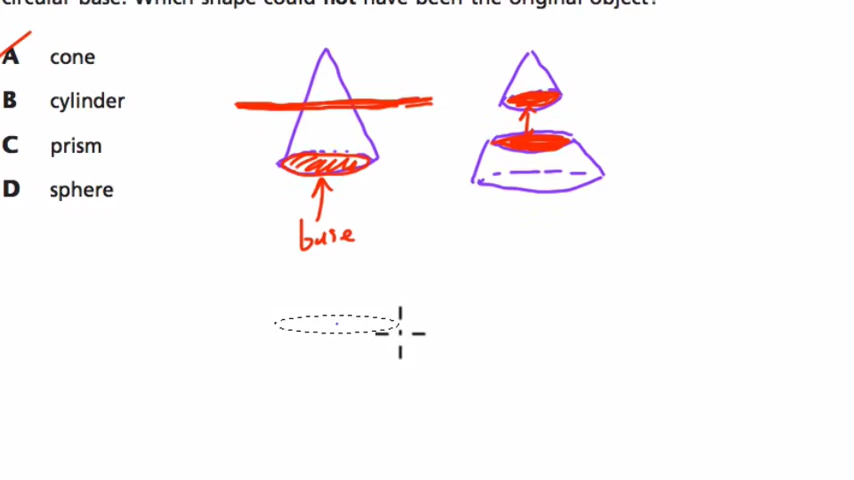 circular base. Which shape could not have been the original object?
A cone
B cylinder
C prism
D sphere
base